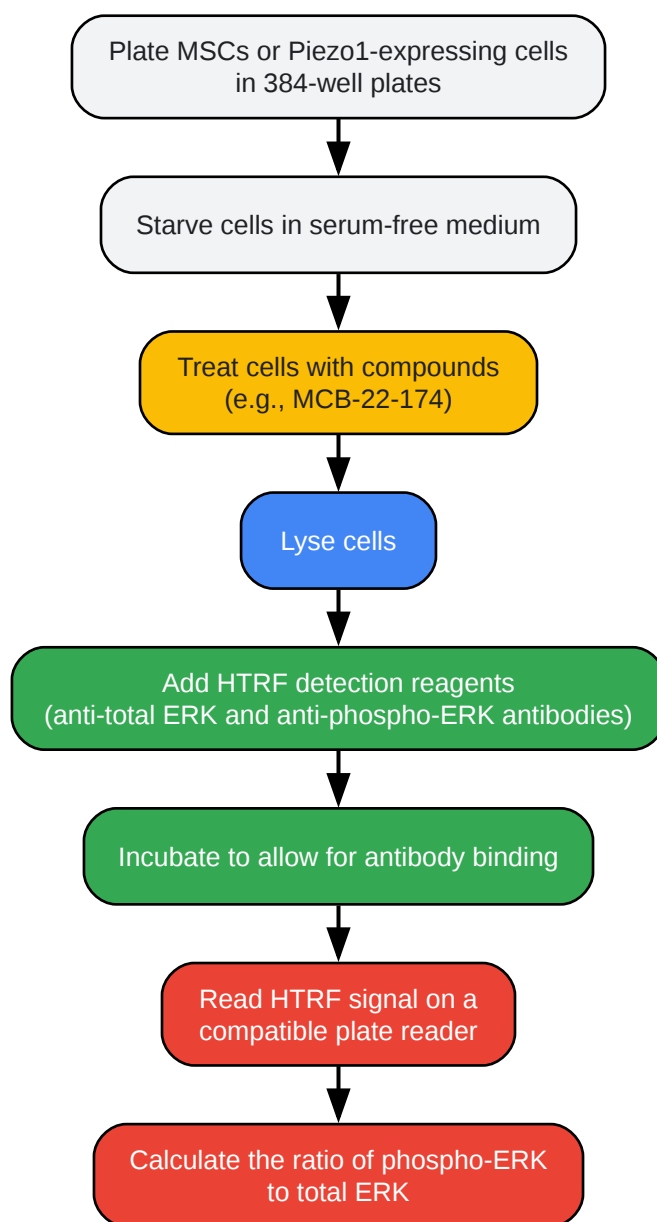 Plate MSCs or Piezo1-expressing cells
in 384-well plates
Starve cells in serum-free medium
Treat cells with compounds
(e.g., MCB-22-174)
Lyse cells
Add HTRF detection reagents
(anti-total ERK and anti-phospho-ERK antibodies)
Incubate to allow for antibody binding
Read HTRF signal on a
compatible plate reader
Calculate the ratio of phospho-ERK
to total ERK